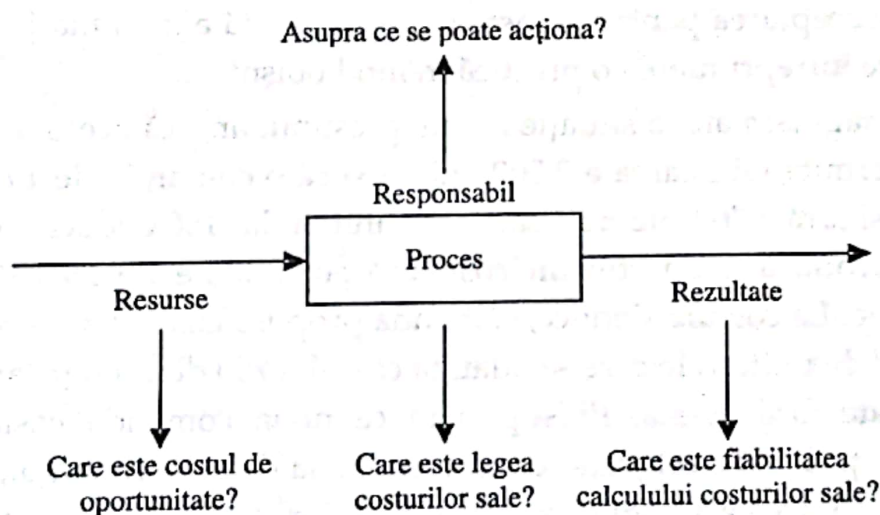 Asupra ce se poate acționa?
Responsabil
Proces
Resurse
Rezultate
Care este costul de
oportunitate?
Care este legea
costurilor sale?
Care este fiabilitatea
calculului costurilor sale?